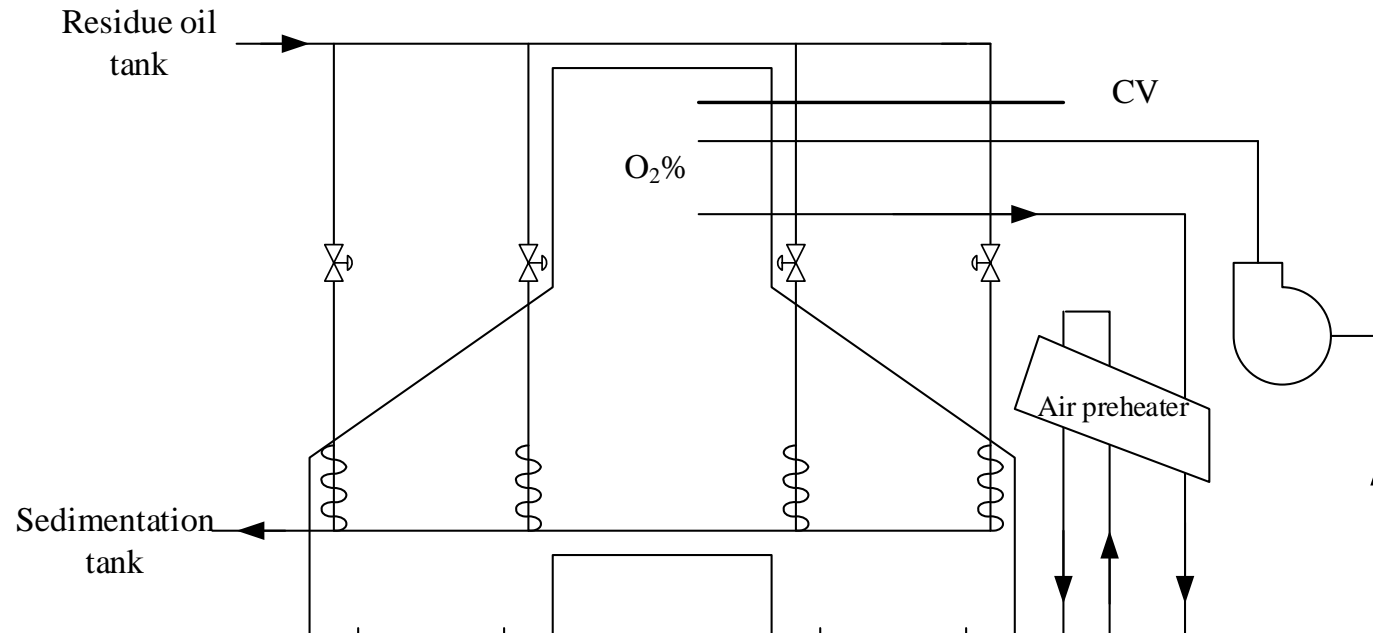 Residue oil
tank
CV
O₂%
Air preheater
Sedimentation
tank